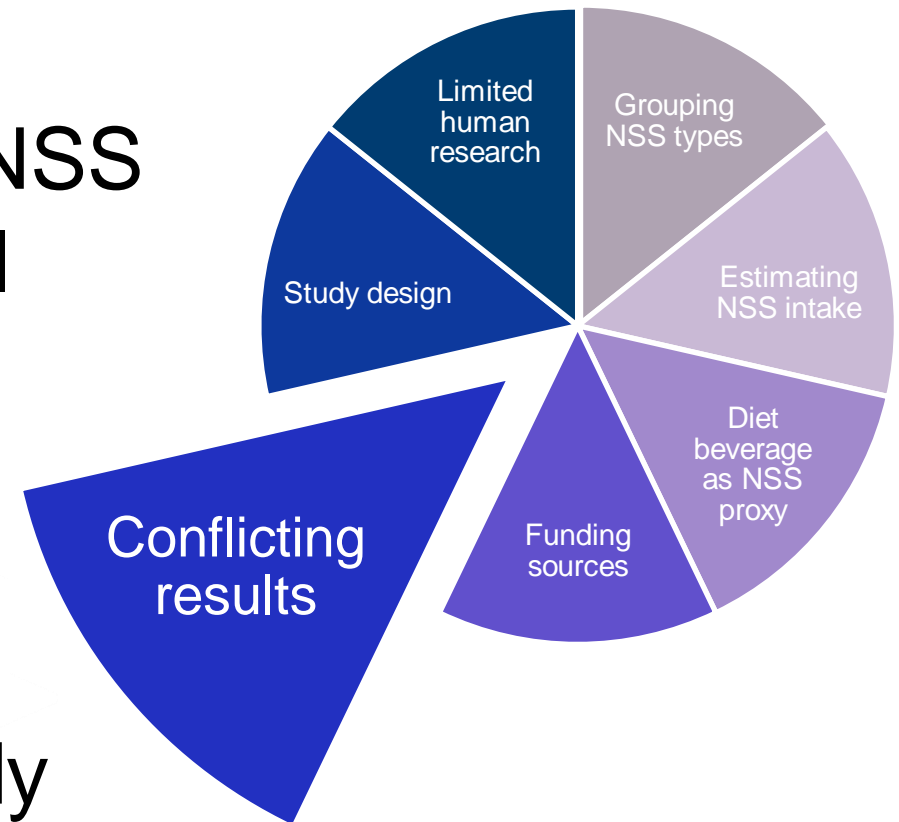 NSS
Limited
human
research
Grouping
NSS types
Study design
Estimating
NSS intake
Diet
beverage
as NSS
proxy
Funding
sources
Conflicting
results